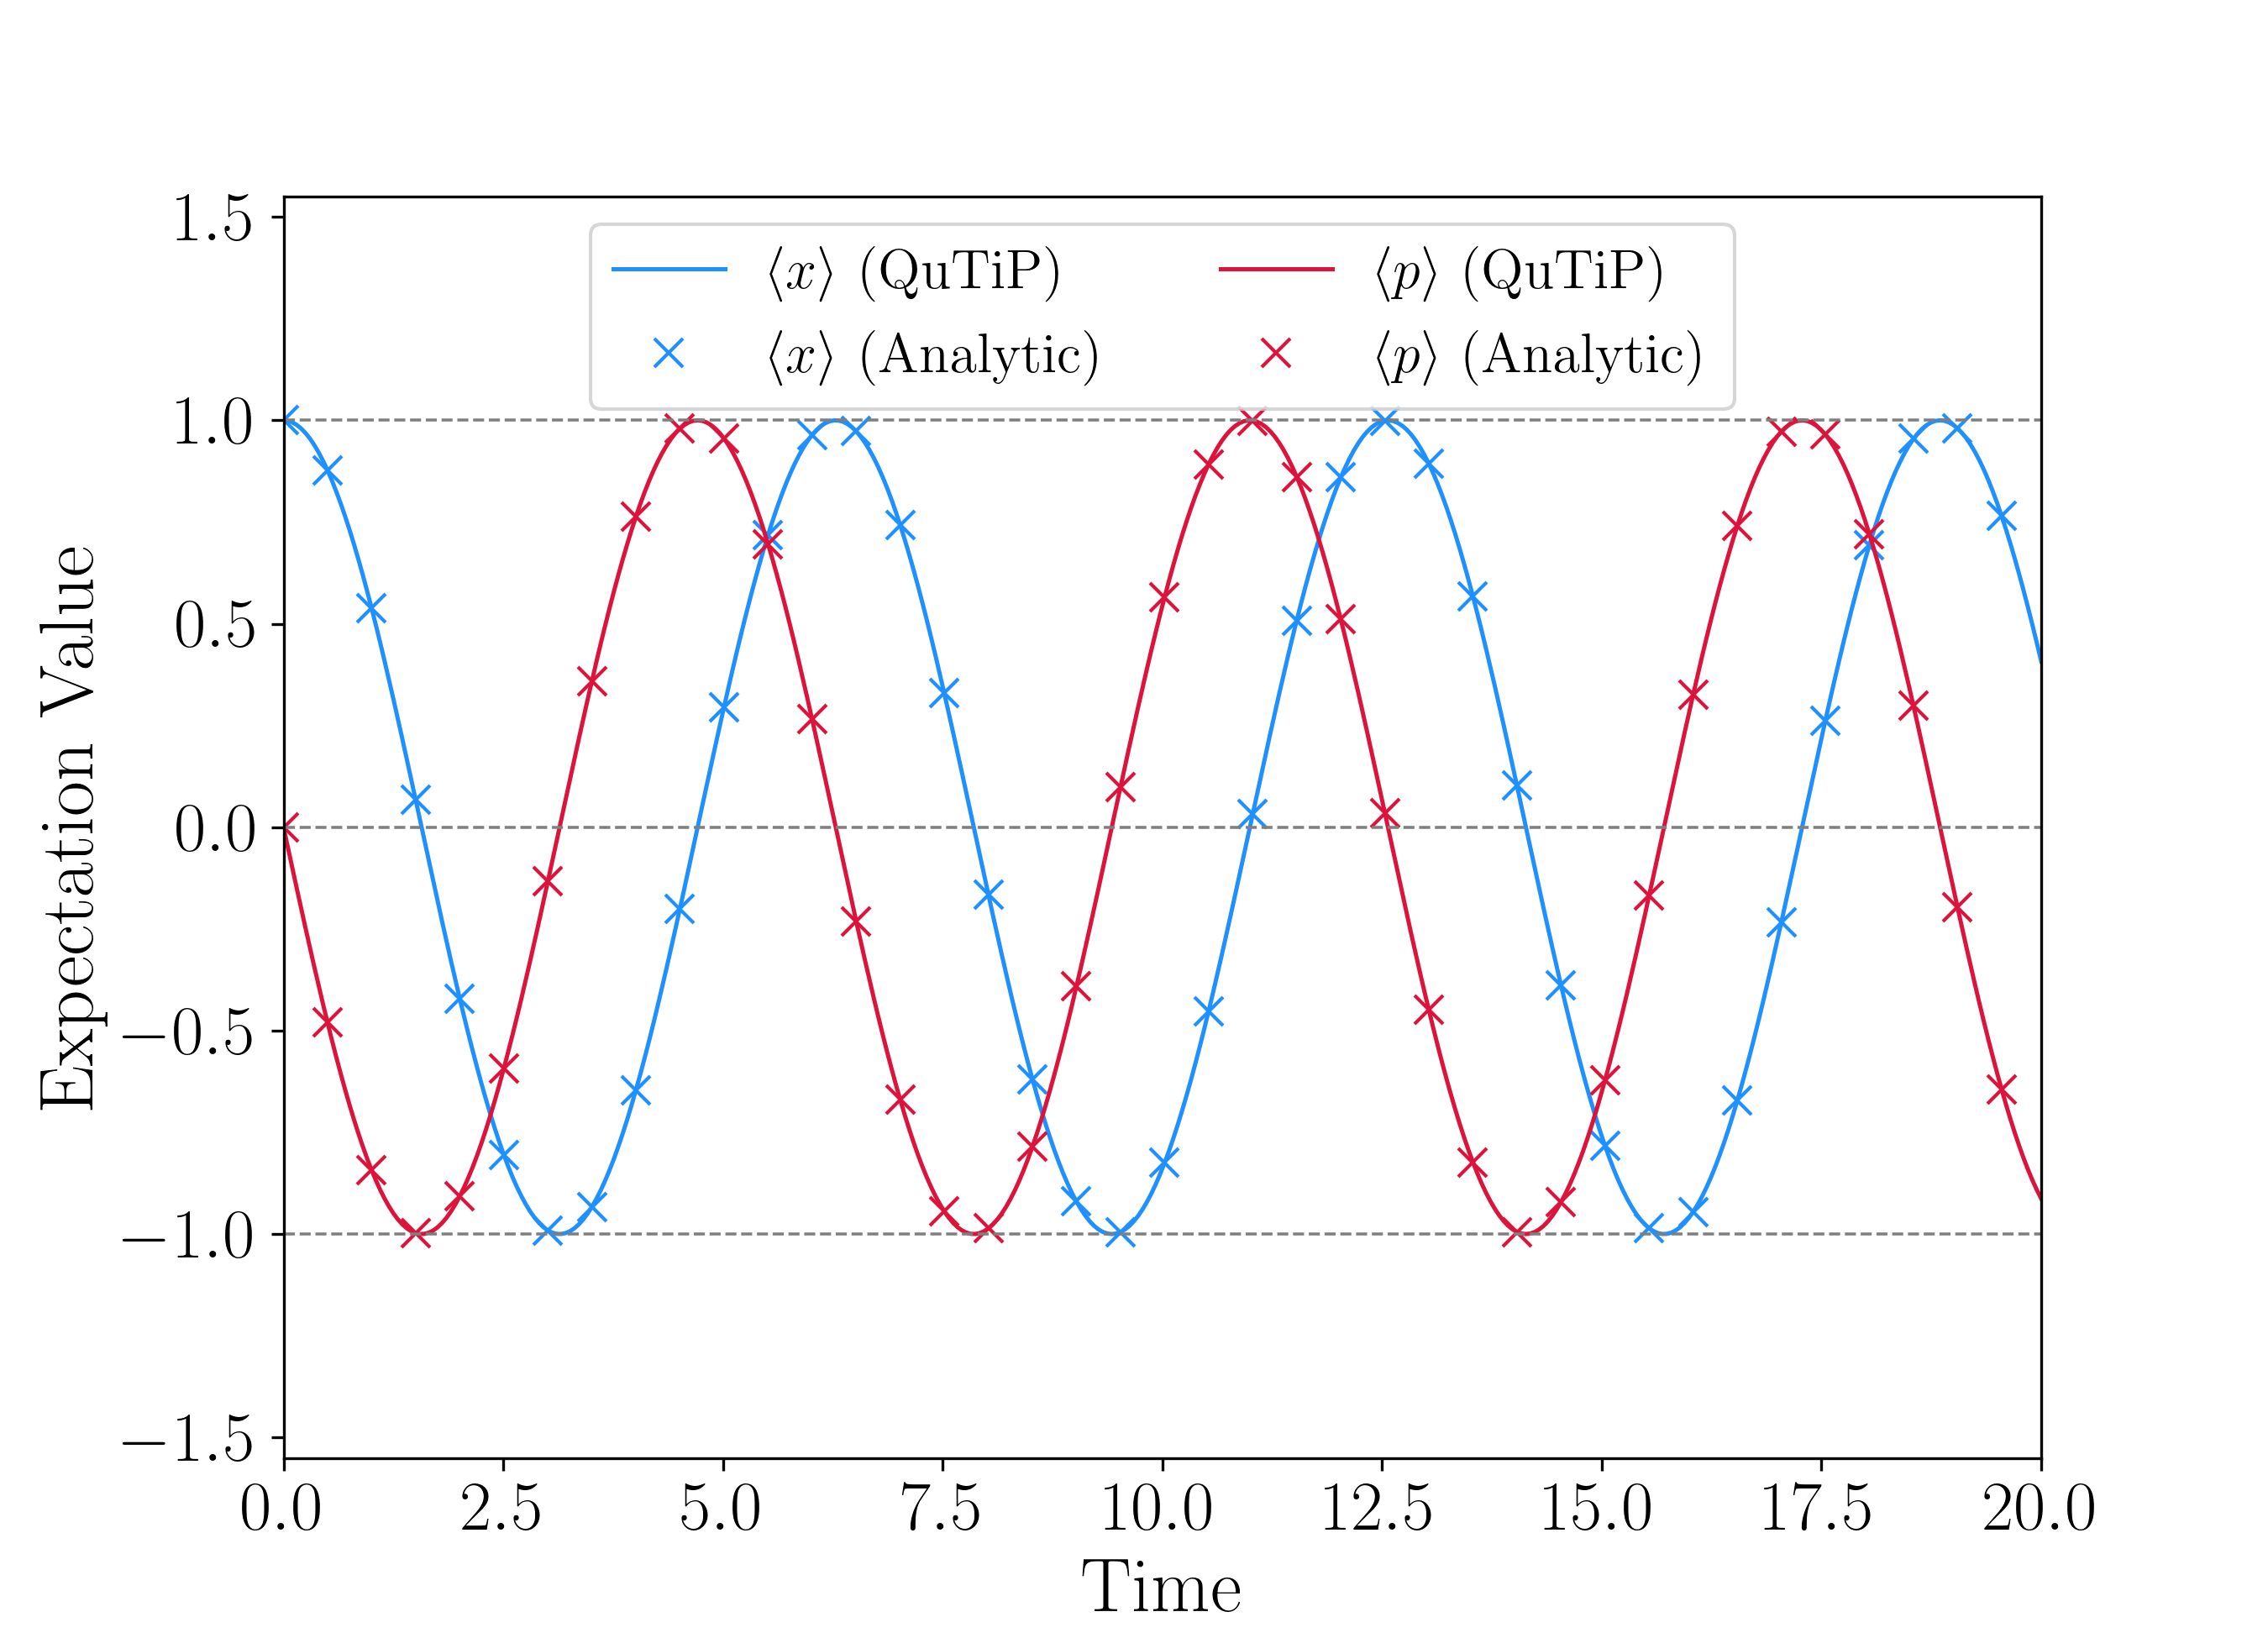 1.5
1.0
0.5
0.0
−0.5
−1.0
−1.5
Expectation Value
⟨x⟩ (QuTiP)
⟨x⟩ (Analytic)
⟨p⟩ (QuTiP)
⟨p⟩ (Analytic)
0.0 2.5 5.0 7.5 10.0 12.5 15.0 17.5 20.0
Time